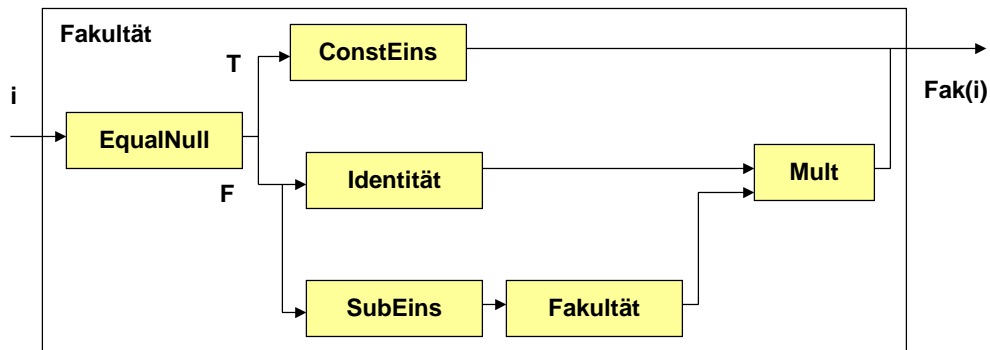 Fakultät
ConstEins
T
i
Fak(i)
EqualNull
Identität
Mult
F
SubEins
Fakultät